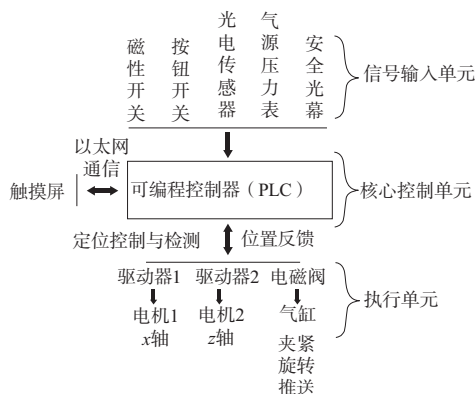 磁性开关
按钮开关
光电传感器
气源压力表
安全光幕
信号输入单元
以太网
通信
触摸屏
可编程控制器（PLC）
核心控制单元
定位控制与检测
位置反馈
驱动器1
驱动器2
电磁阀
执行单元
电机1
x轴
电机2
z轴
气缸
夹紧
旋转
推送